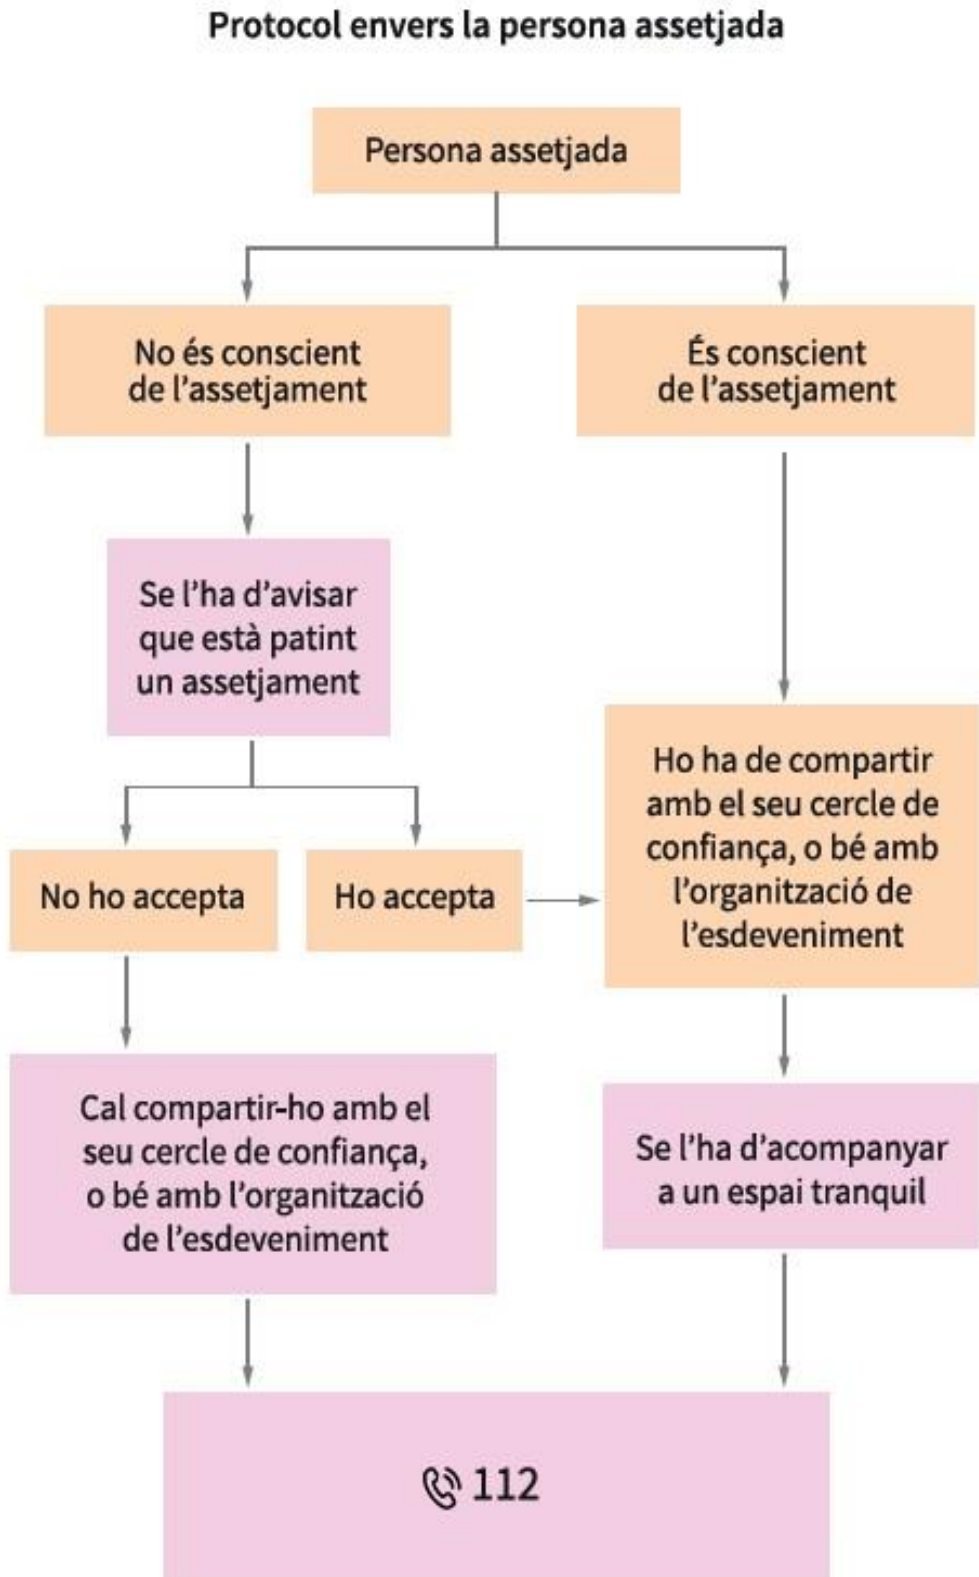 Protocol envers la persona assetjada
Persona assetjada
No és conscient
de l'assetjament
És conscient
de l'assetjament
Se l'ha d'avisar
que està patint
un assetjament
Ho ha de compartir
amb el seu cercle de
confiança, o bé amb
l'organització de
l'esdeveniment
No ho accepta
Ho accepta
Cal compartir-ho amb el
seu cercle de confiança,
o bé amb l'organització
de l'esdeveniment
Se l'ha d'acompanyar
a un espai tranquil
112